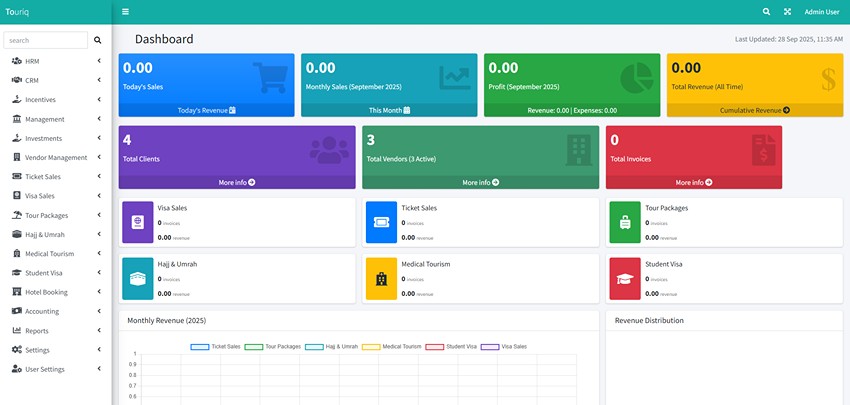 Touriq
Admin User
search
HRM
CRM
Incentives
Management
Investments
Vendor Management
Ticket Sales
Visa Sales
Tour Packages
Hajj & Umrah
Medical Tourism
Student Visa
Hotel Booking
Accounting
Reports
Settings
User Settings
Dashboard
Last Updated: 28 Sep 2025, 11:35 AM
0.00
Today's Sales
Today's Revenue
0.00
Monthly Sales (September 2025)
This Month
0.00
Profit (September 2025)
Revenue: 0.00 | Expenses: 0.00
0.00
Total Revenue (All Time)
$
Cumulative Revenue
4
Total Clients
More info
3
Total Vendors (3 Active)
More info
0
Total Invoices
$
More info
Visa Sales
0 invoices
0.00 revenue
Ticket Sales
0 invoices
0.00 revenue
Tour Packages
0 invoices
0.00 revenue
Hajj & Umrah
0 invoices
0.00 revenue
Medical Tourism
0 invoices
0.00 revenue
Student Visa
0 invoices
0.00 revenue
Monthly Revenue (2025)
Ticket Sales Tour Packages Hajj & Umrah Medical Tourism Student Visa Visa Sales
1
0.9
0.8
0.7
0.6
Revenue Distribution